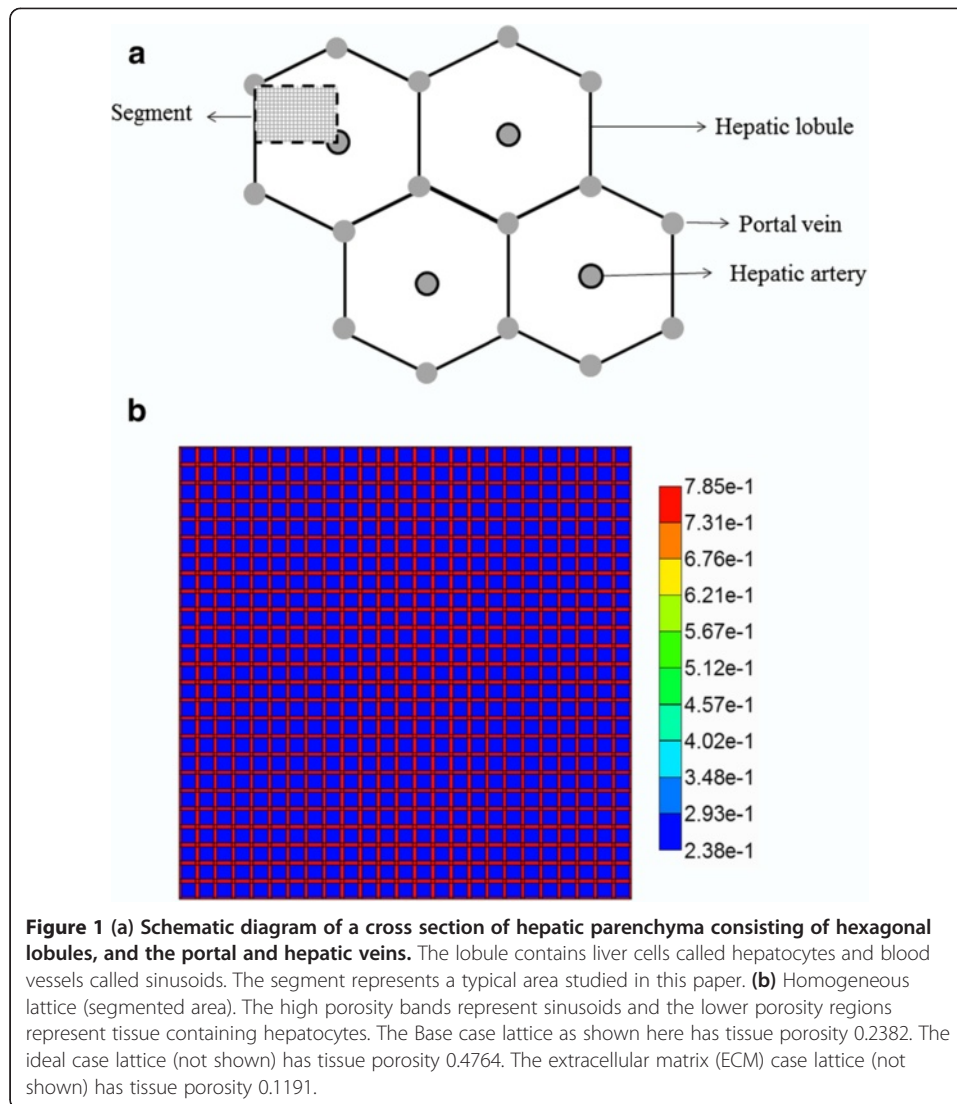 a
Segment
Hepatic lobule
Portal vein
Hepatic artery
b
7.85e-1
7.31e-1
6.76e-1
6.21e-1
5.67e-1
5.12e-1
4.57e-1
4.02e-1
3.48e-1
2.93e-1
2.38e-1
Figure 1 (a) Schematic diagram of a cross section of hepatic parenchyma consisting of hexagonal
lobules, and the portal and hepatic veins. The lobule contains liver cells called hepatocytes and blood
vessels called sinusoids. The segment represents a typical area studied in this paper. (b) Homogeneous
lattice (segmented area). The high porosity bands represent sinusoids and the lower porosity regions
represent tissue containing hepatocytes. The Base case lattice as shown here has tissue porosity 0.2382. The
ideal case lattice (not shown) has tissue porosity 0.4764. The extracellular matrix (ECM) case lattice (not
shown) has tissue porosity 0.1191.